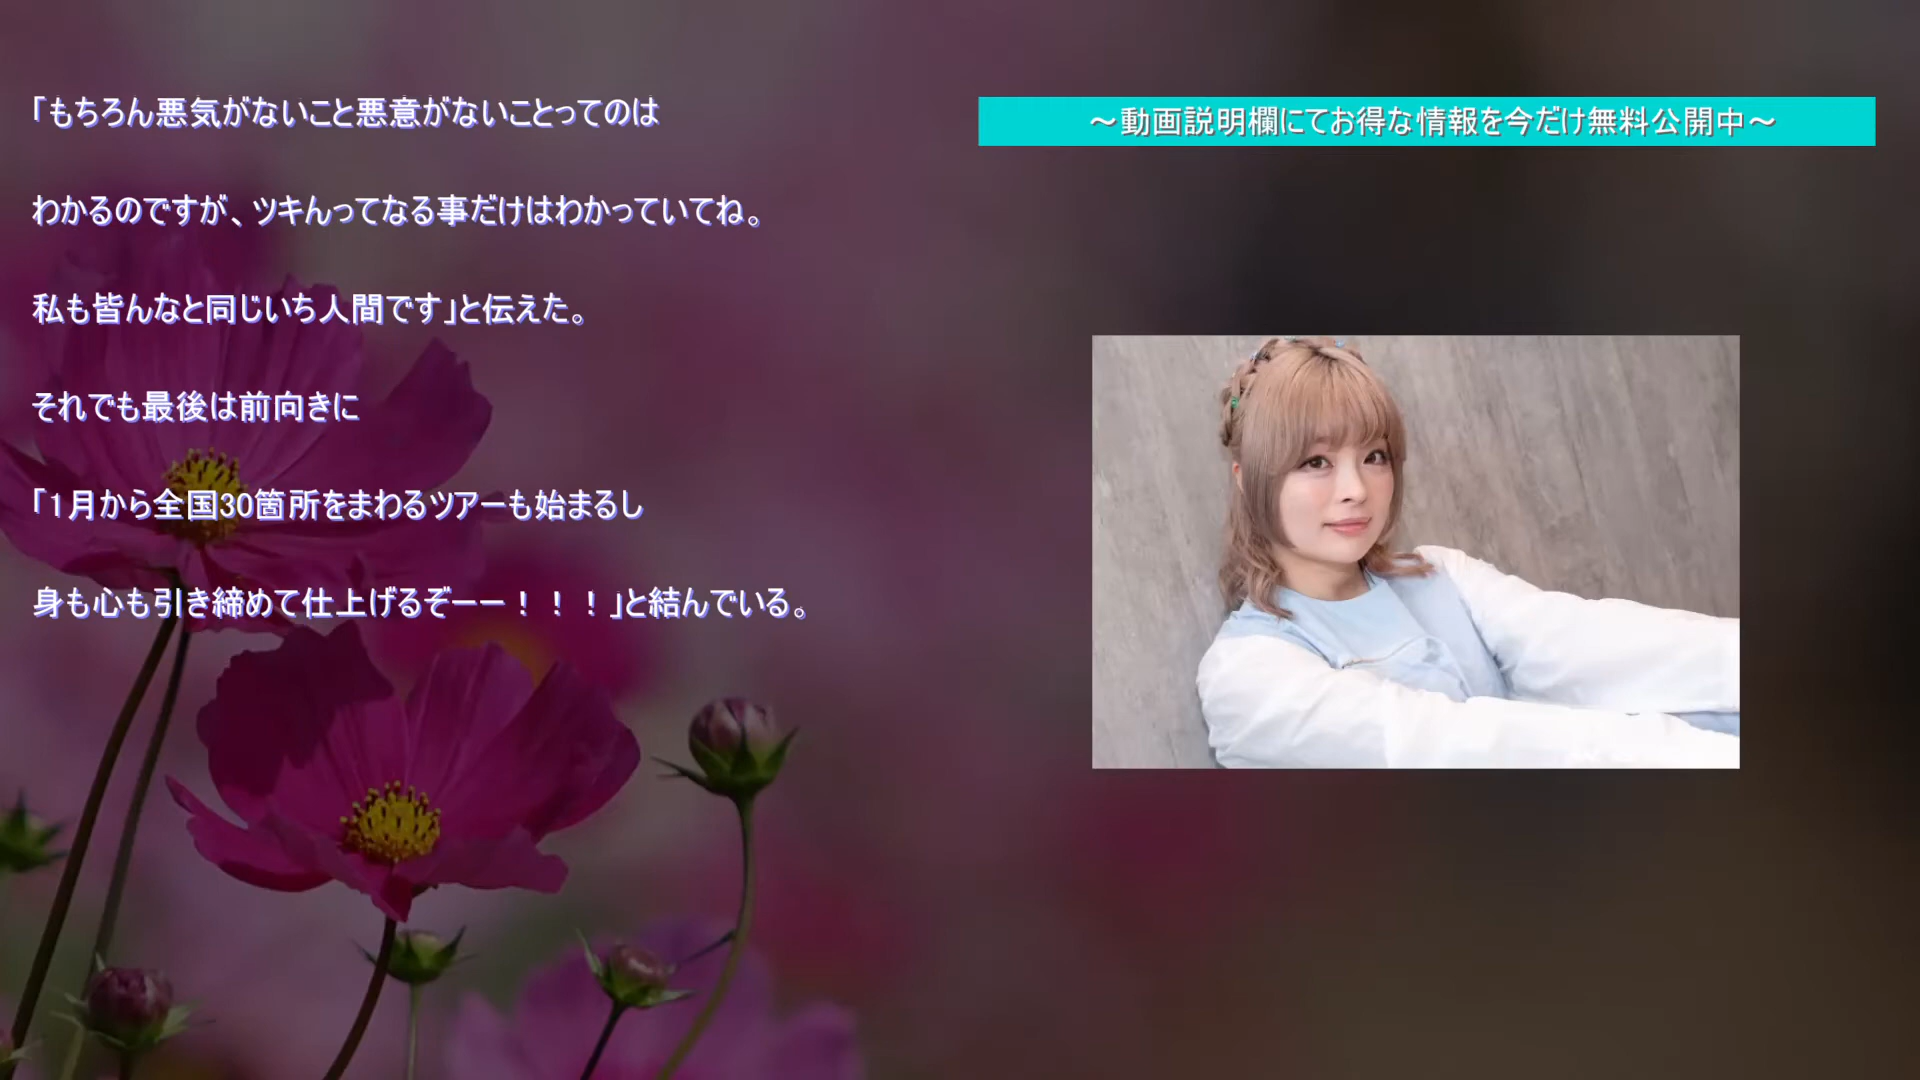 「もちろん悪気がないこと悪意がないことってのは
わかるのですが、ツキんってなる事だけはわかっていてね。
私も皆んなと同じいち人間です」と伝えた。
それでも最後は前向きに
「1月から全国30箇所をまわるツアーも始まるし
身も心も引き締めて仕上げるぞーー！！！」と結んでいる。
～動画説明欄にてお得な情報を今だけ無料公開中～